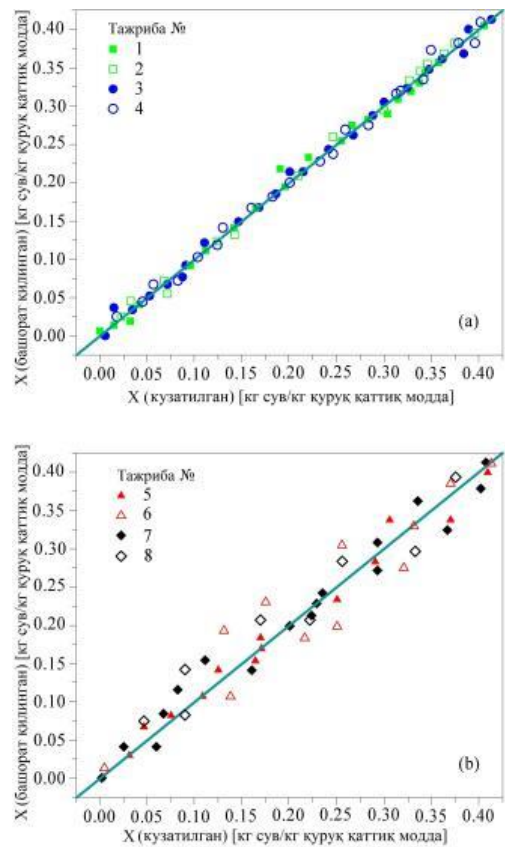 Тажриба №
1
2
3
4
X (башорат килинган) [кг сув/кг қурук қаттик модда]
0.40
0.35
0.30
0.25
0.20
0.15
0.10
0.05
0.00
(a)
0.00 0.05 0.10 0.15 0.20 0.25 0.30 0.35 0.40
X (кузатилган) [кг сув/кг қуруқ қаттиқ модда]
Тажриба №
5
6
7
8
X (башорат қилинган) [кг сув/кг қуруқ қаттиқ модда]
0.40
0.35
0.30
0.25
0.20
0.15
0.10
0.05
0.00
(b)
0.00 0.05 0.10 0.15 0.20 0.25 0.30 0.35 0.40
X (кузатилган) [кг сув/кг қуруқ қаттиқ модда]